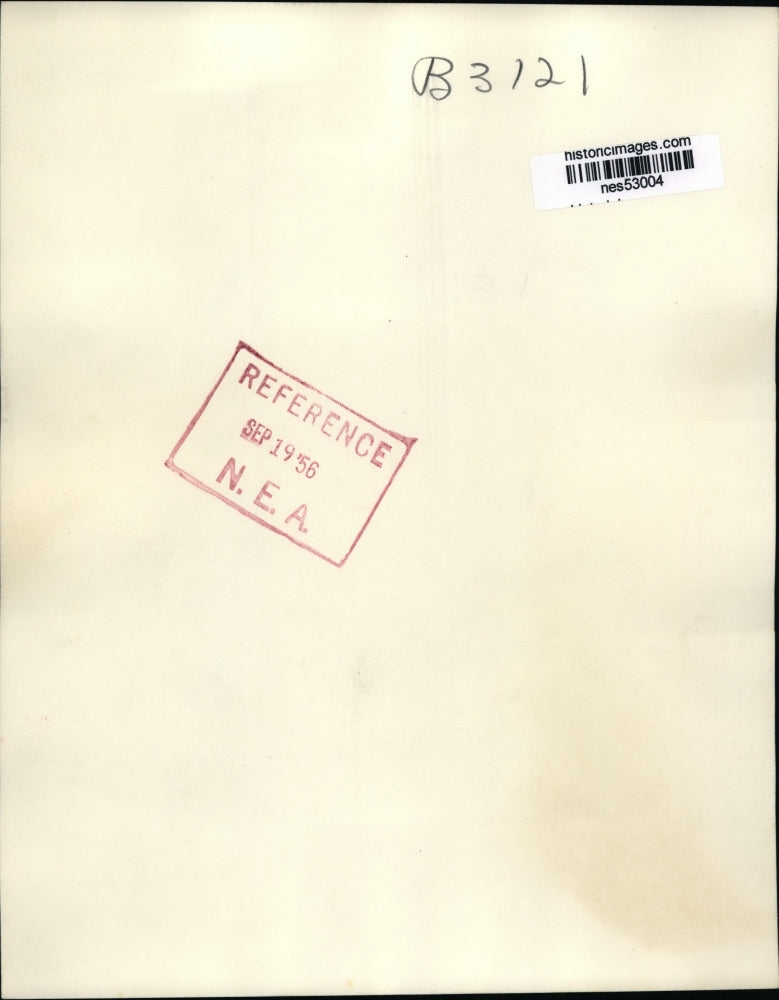 B3121
historicimages.com
nes53004
REFERENCE
SEP 19 '56
N. E. A.